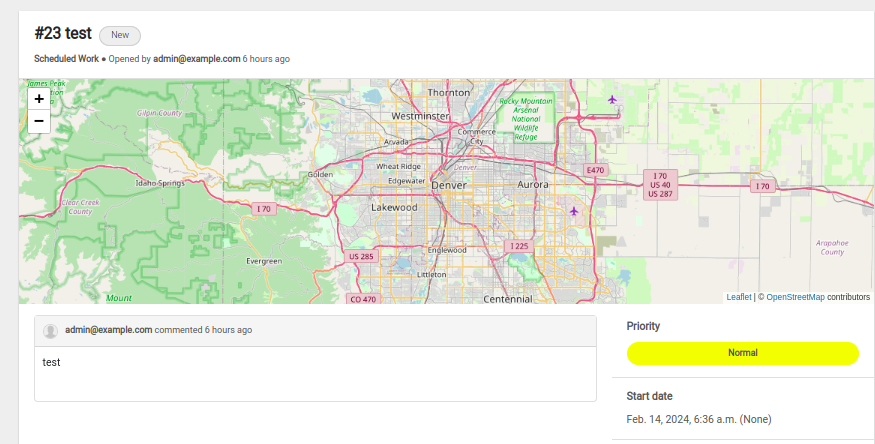 #23 test New
Scheduled Work • Opened by admin@example.com 6 hours ago
+
−
James Peak
Gilpin County
Thornton
Westminster
Rocky Mountain
Arsenal
National
Wildlife
Refuge
Commerce
City
Arvada
Wheat Ridge
Denver
E470
Golden
Idaho Springs
Edgewater
Denver
Aurora
I 70
US 40
US 287
I 70
Clear Creek
County
I 70
Lakewood
Arapahoe
County
US 285
Englewood
I 225
Evergreen
Littleton
Mount
CO 470
Centennial
Leaflet | © OpenStreetMap contributors
admin@example.com commented 6 hours ago
test
Priority
Normal
Start date
Feb. 14, 2024, 6:36 a.m. (None)